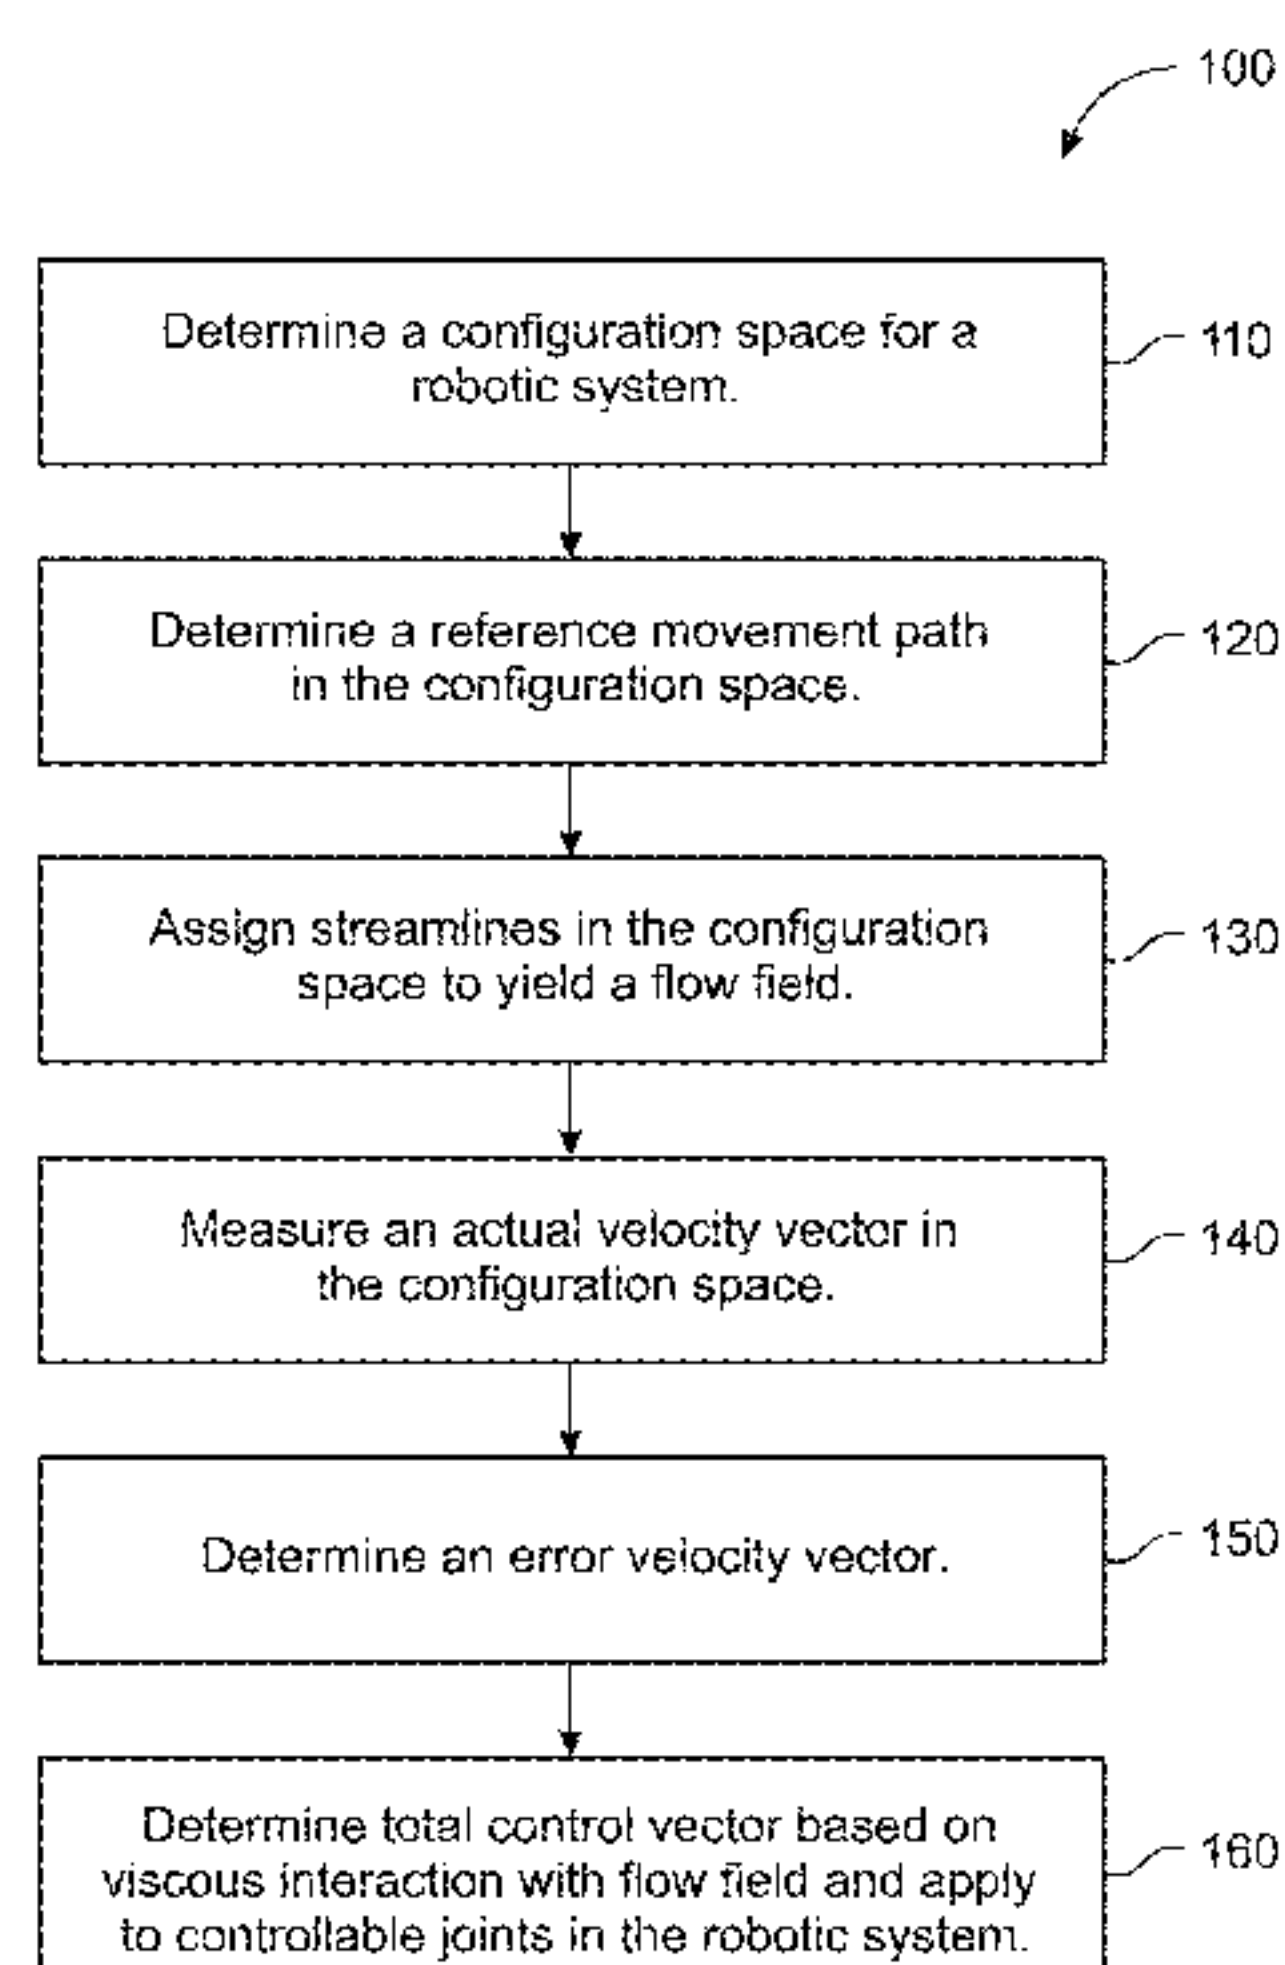 100
Determine a configuration space for a
robotic system.
110
Determine a reference movement path
in the configuration space.
120
Assign streamlines in the configuration
space to yield a flow field.
130
Measure an actual velocity vector in
the configuration space.
140
Determine an error velocity vector.
150
Determine total control vector based on
viscous interaction with flow field and apply
to controllable joints in the robotic system.
160